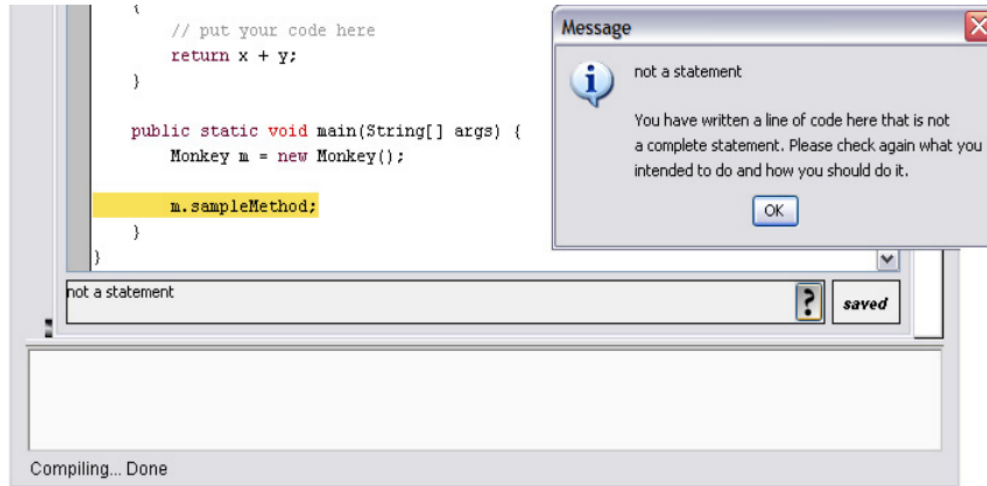 {
// put your code here
return x + y;
}
public static void main(String[] args) {
Monkey m = new Monkey();
m.sampleMethod;
}
}
not a statement
?
saved
Compiling... Done
Message
not a statement
You have written a line of code here that is not
a complete statement. Please check again what you
intended to do and how you should do it.
OK